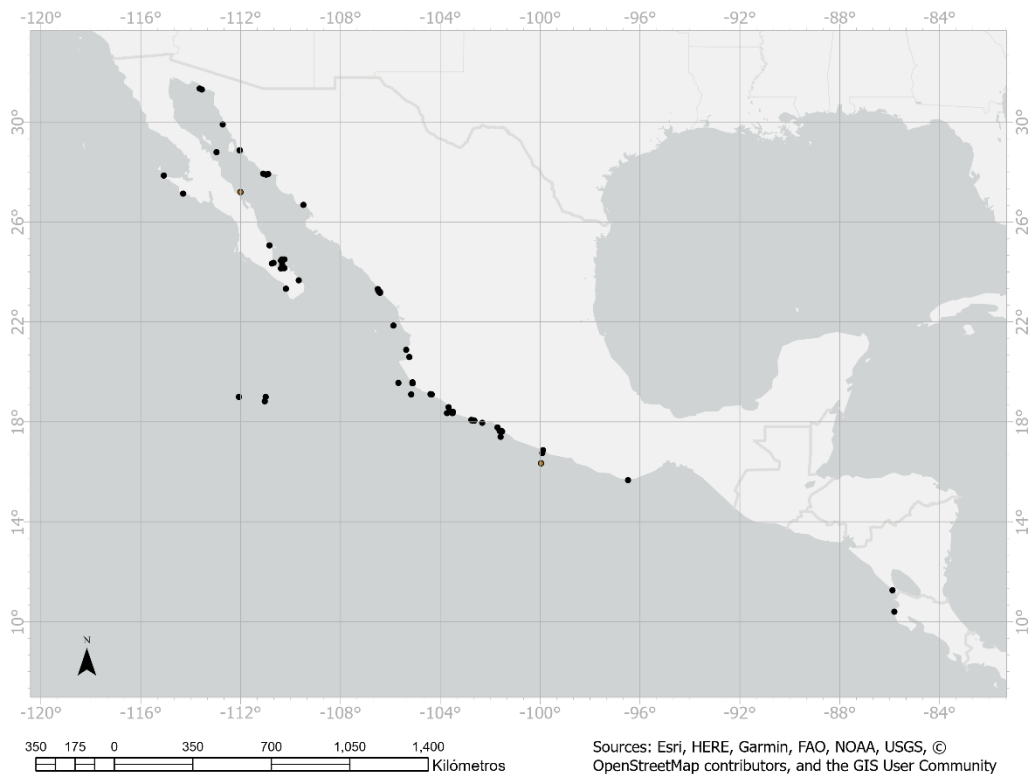 -120° -116° -112° -108° -104° -100° -96° -92° -88° -84°
30° 30°
26° 26°
22° 22°
18° 18°
14° 14°
10° 10°
N
-120° -116° -112° -108° -104° -100° -96° -92° -88° -84°
350 175 0 350 700 1,050 1,400
Kilómetros
Sources: Esri, HERE, Garmin, FAO, NOAA, USGS, ©
OpenStreetMap contributors, and the GIS User Community